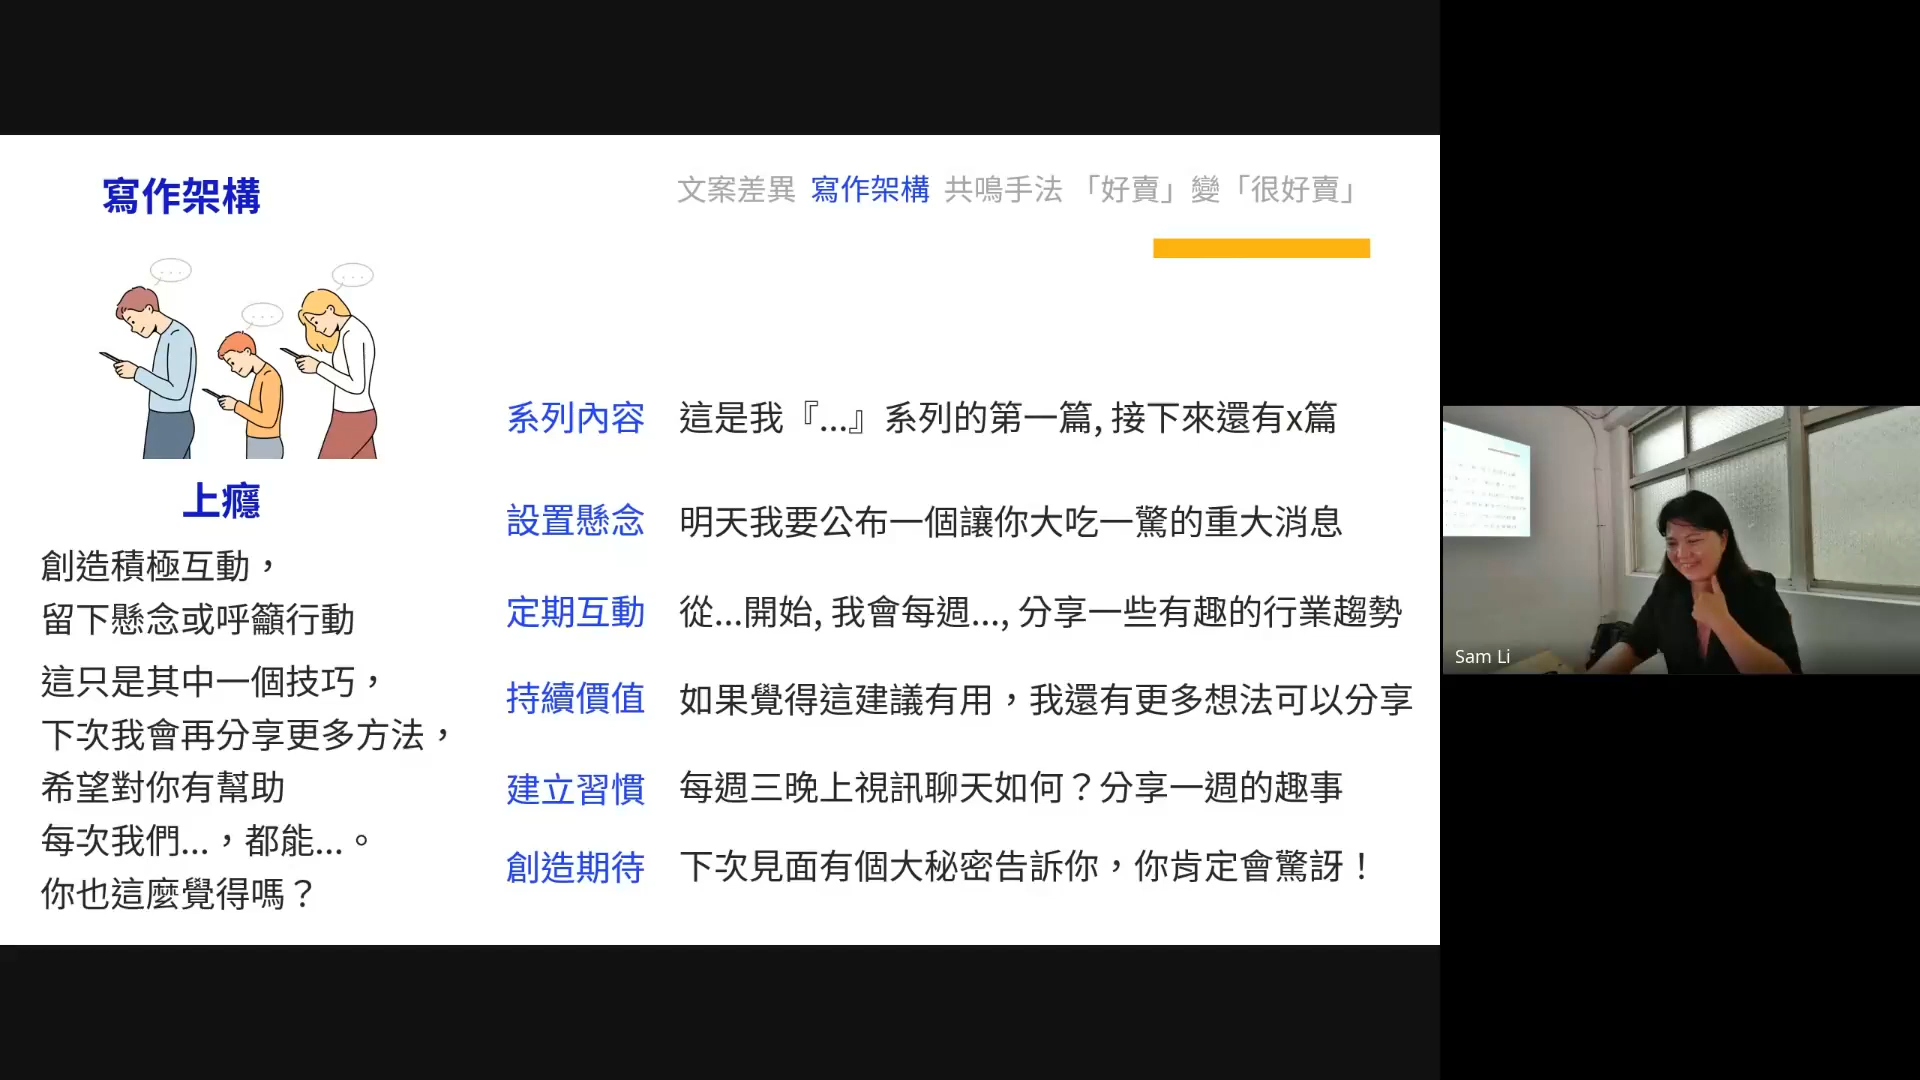 寫作架構
文案差異 寫作架構 共鳴手法 「好賣」變「很好賣」
上癮
創造積極互動，
留下懸念或呼籲行動
這只是其中一個技巧，
下次我會再分享更多方法，
希望對你有幫助
每次我們...，都能...。
你也這麼覺得嗎？
系列內容 這是我『...』系列的第一篇, 接下來還有x篇
設置懸念 明天我要公布一個讓你大吃一驚的重大消息
定期互動 從...開始, 我會每週..., 分享一些有趣的行業趨勢
持續價值 如果覺得這建議有用，我還有更多想法可以分享
建立習慣 每週三晚上視訊聊天如何？分享一週的趣事
創造期待 下次見面有個大秘密告訴你，你肯定會驚訝！
Sam Li